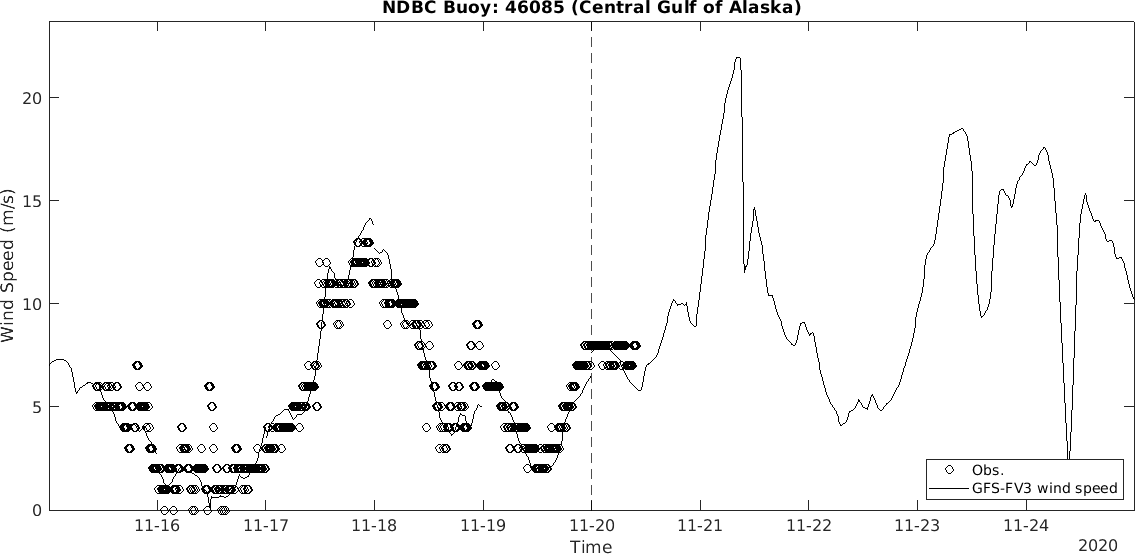 NDBC Buoy: 46085 (Central Gulf of Alaska)
20
15
10
5
0
Wind Speed (m/s)
Obs.
GFS-FV3 wind speed
11-16 11-17 11-18 11-19 11-20 11-21 11-22 11-23 11-24
Time
2020